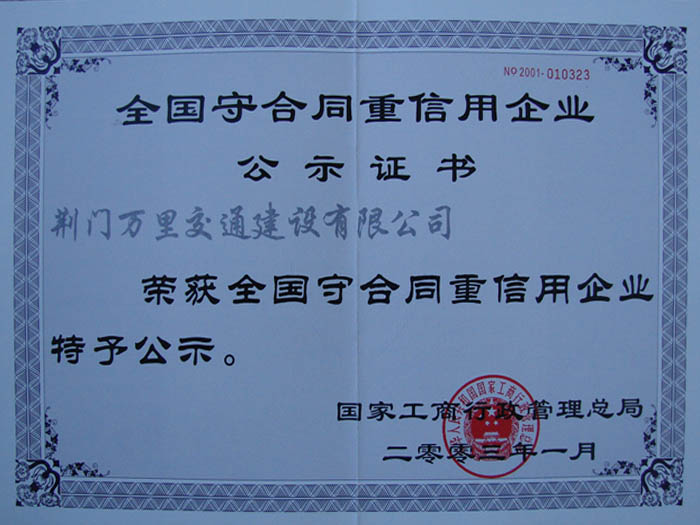 No 2001-010323
全国守合同重信用企业
公示证书
荆门万里交通建设有限公司
荣获全国守合同重信用企业
特予公示。
国家工商行政管理总局
二零零三年一月